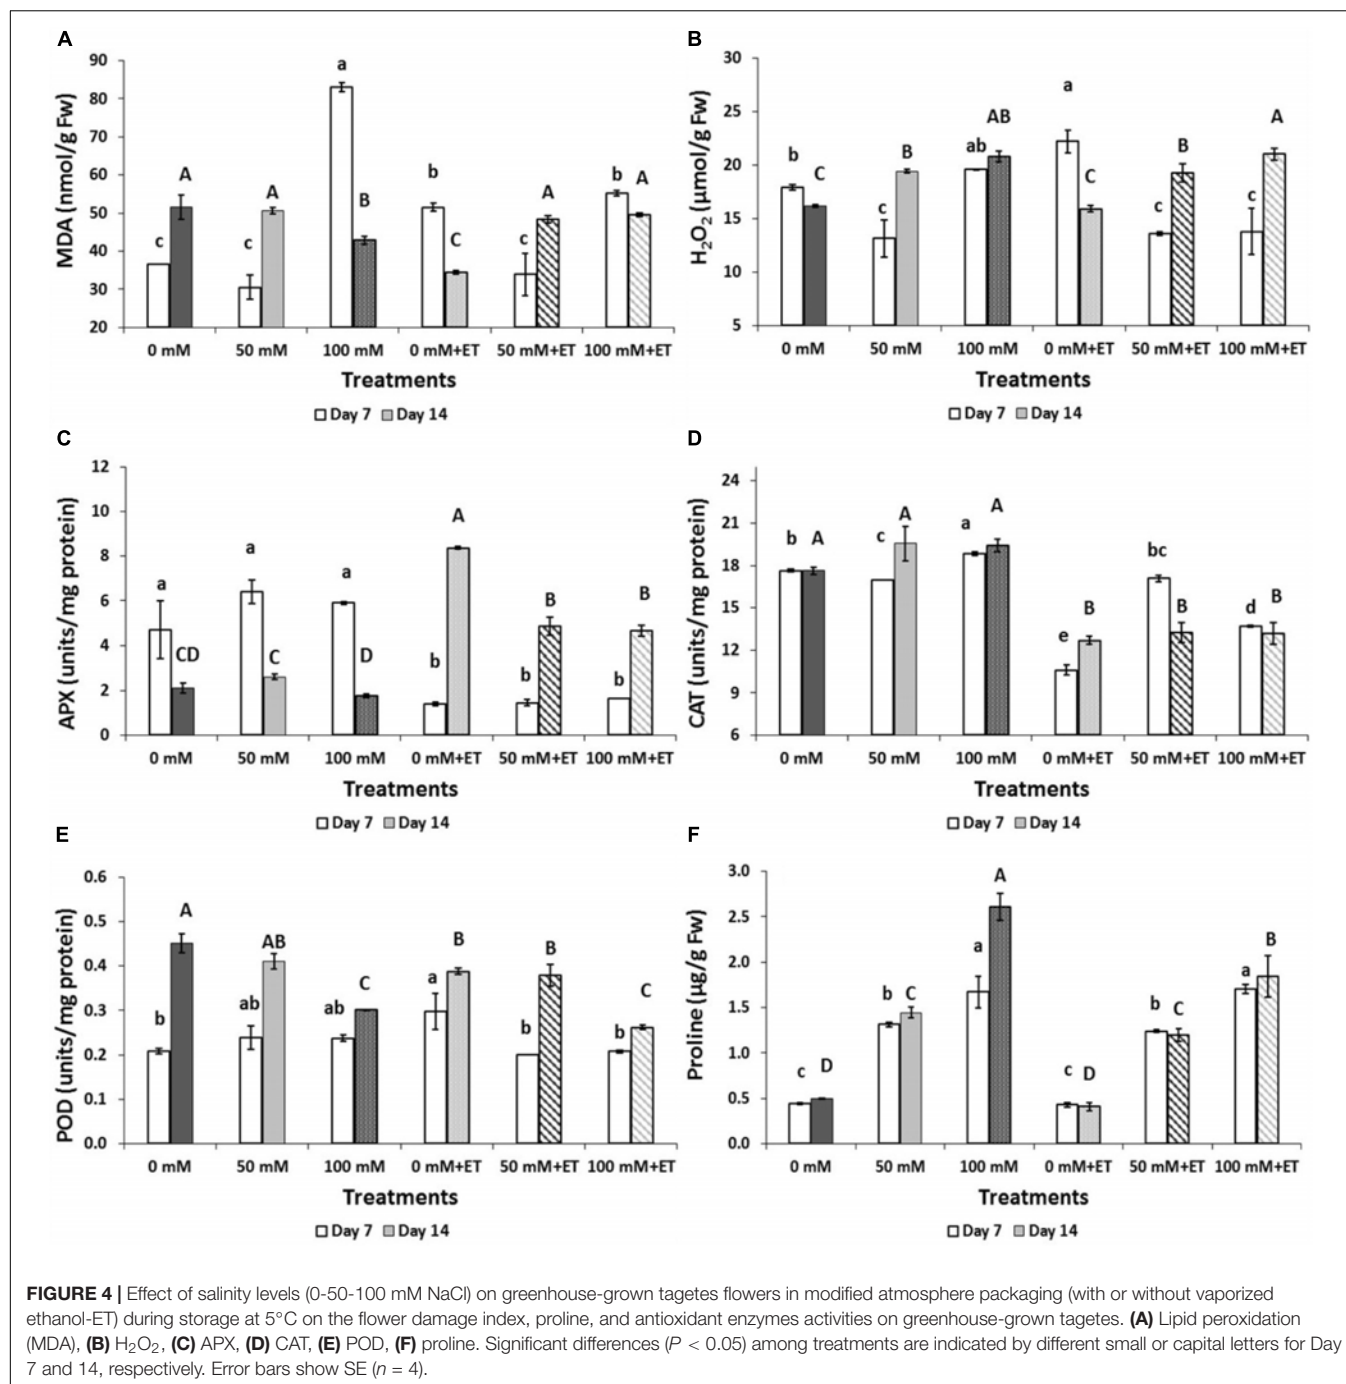 A
MDA (nmol/g Fw)
90
80
70
60
50
40
30
20
c
A
c
A
a
B
b
C
c
A
b
A
0 mM
50 mM
100 mM
0 mM+ET
50 mM+ET
100 mM+ET
Treatments
Day 7
Day 14
B
H₂O₂ (µmol/g Fw)
30
25
20
15
10
5
b
C
c
B
ab
AB
a
C
c
B
c
A
0 mM
50 mM
100 mM
0 mM+ET
50 mM+ET
100 mM+ET
Treatments
Day 7
Day 14
C
APX (units/mg protein)
12
10
8
6
4
2
0
a
CD
a
C
a
D
b
A
b
B
b
B
0 mM
50 mM
100 mM
0 mM+ET
50 mM+ET
100 mM+ET
Treatments
Day 7
Day 14
D
CAT (units/mg protein)
24
21
18
15
12
9
6
b
A
c
A
a
A
e
B
bc
B
d
B
0 mM
50 mM
100 mM
0 mM+ET
50 mM+ET
100 mM+ET
Treatments
Day 7
Day 14
E
POD (units/mg protein)
0.6
0.5
0.4
0.3
0.2
0.1
0.0
b
A
ab
AB
ab
C
a
B
b
B
b
C
0 mM
50 mM
100 mM
0 mM+ET
50 mM+ET
100 mM+ET
Treatments
Day 7
Day 14
F
Proline (µg/g Fw)
3.0
2.5
2.0
1.5
1.0
0.5
0.0
c
D
b
C
a
A
c
D
b
C
a
B
0 mM
50 mM
100 mM
0 mM+ET
50 mM+ET
100 mM+ET
Treatments
Day 7
Day 14
FIGURE 4 | Effect of salinity levels (0-50-100 mM NaCl) on greenhouse-grown tagetes flowers in modified atmosphere packaging (with or without vaporized
ethanol-ET) during storage at 5°C on the flower damage index, proline, and antioxidant enzymes activities on greenhouse-grown tagetes. (A) Lipid peroxidation
(MDA), (B) H₂O₂, (C) APX, (D) CAT, (E) POD, (F) proline. Significant differences (P < 0.05) among treatments are indicated by different small or capital letters for Day
7 and 14, respectively. Error bars show SE (n = 4).